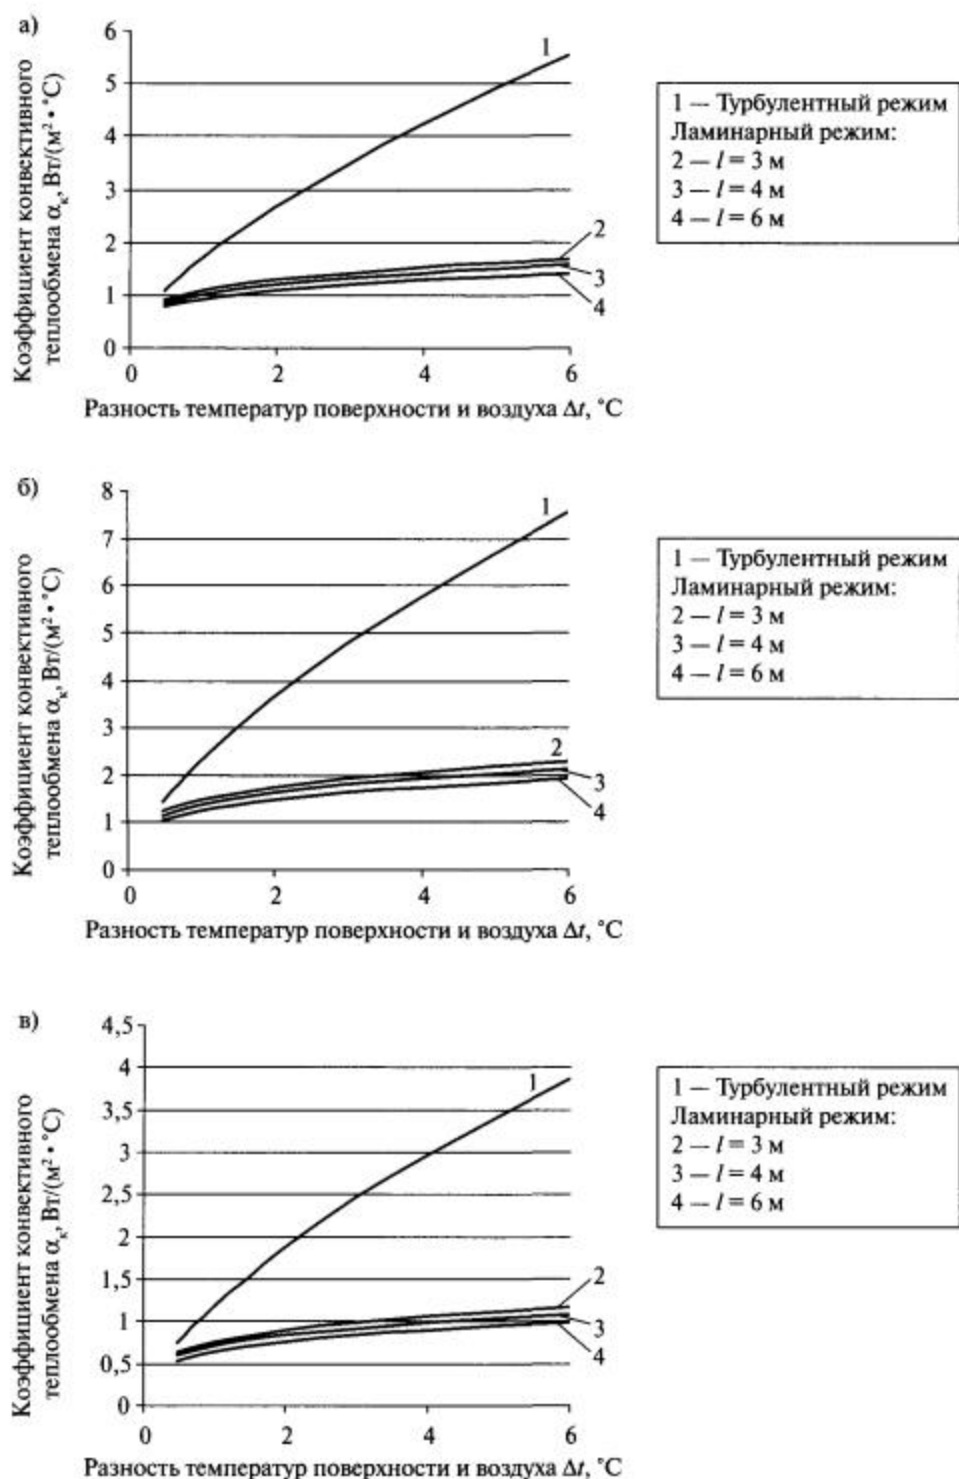 а)
Коэффициент конвективного
теплообмена αк, Вт/(м² • °С)
6
5
4
3
2
1
0
0
2
4
6
1
2
3
4
Разность температур поверхности и воздуха Δt, °С
1 — Турбулентный режим
Ламинарный режим:
2 — l = 3 м
3 — l = 4 м
4 — l = 6 м
б)
Коэффициент конвективного
теплообмена αк, Вт/(м² • °С)
8
7
6
5
4
3
2
1
0
0
2
4
6
1
2
3
4
Разность температур поверхности и воздуха Δt, °С
1 — Турбулентный режим
Ламинарный режим:
2 — l = 3 м
3 — l = 4 м
4 — l = 6 м
в)
Коэффициент конвективного
теплообмена αк, Вт/(м² • °С)
4,5
4
3,5
3
2,5
2
1,5
1
0,5
0
0
2
4
6
1
2
3
4
Разность температур поверхности и воздуха Δt, °С
1 — Турбулентный режим
Ламинарный режим:
2 — l = 3 м
3 — l = 4 м
4 — l = 6 м